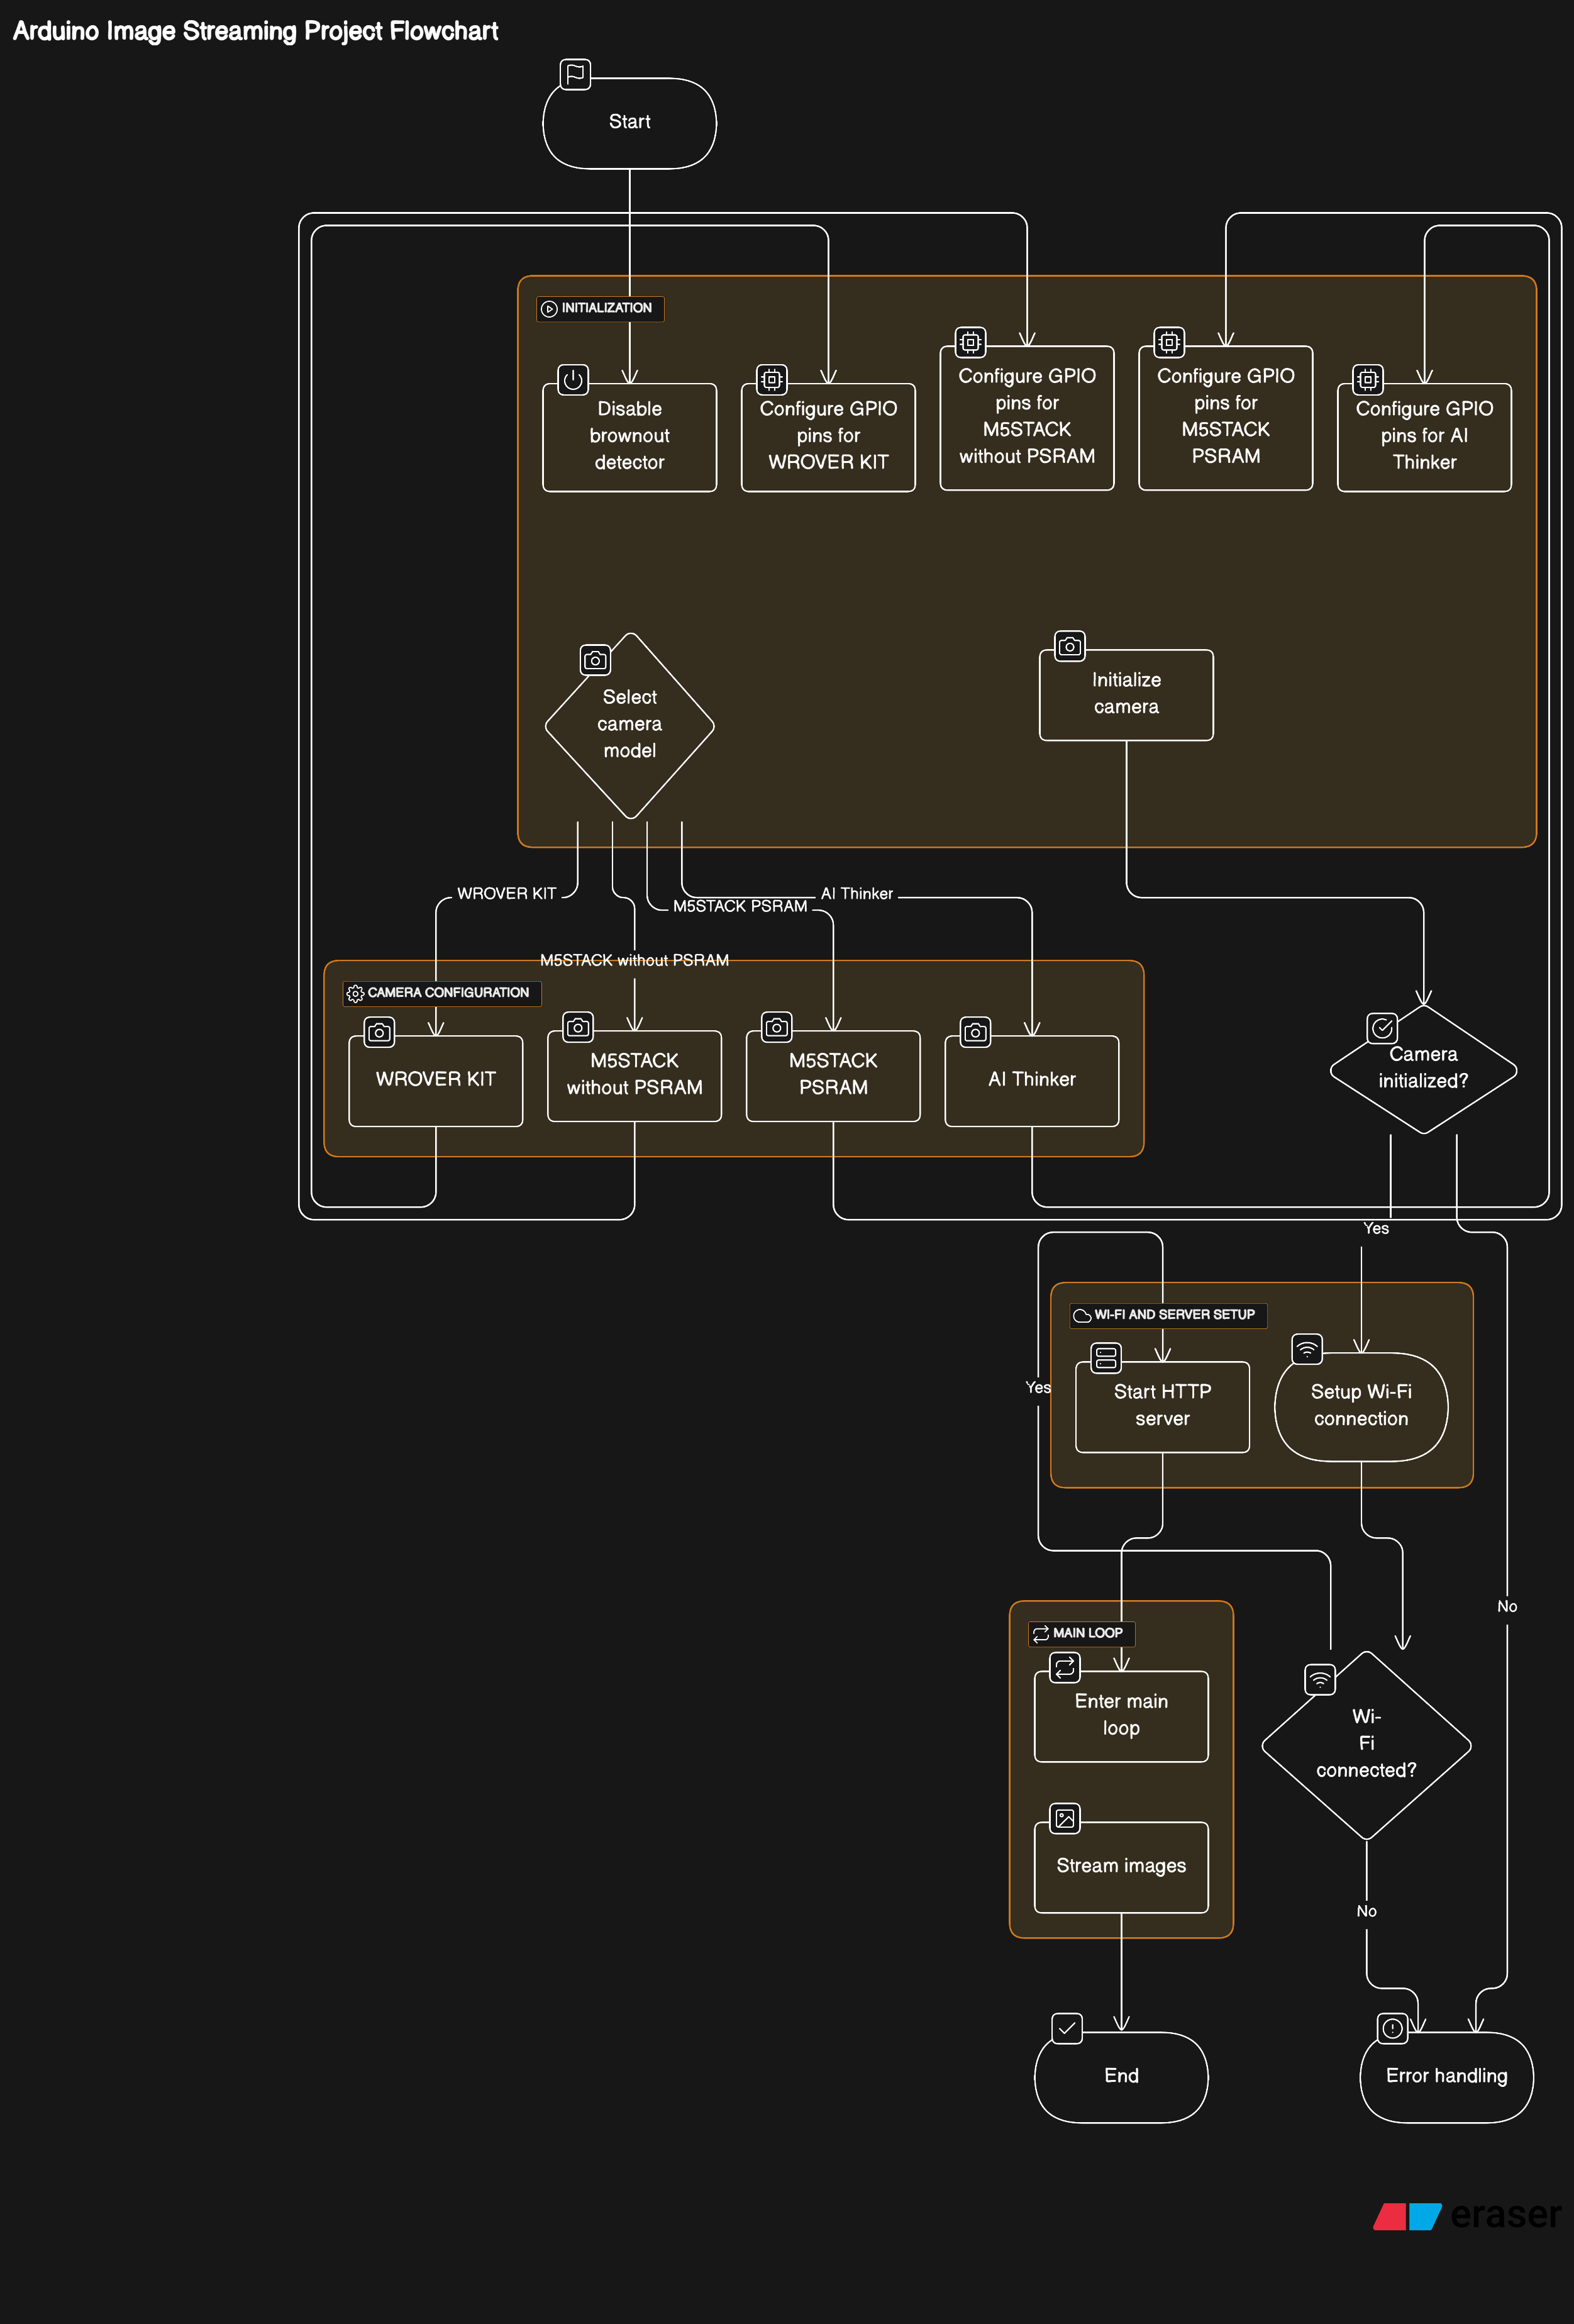 Arduino Image Streaming Project Flowchart
Start
INITIALIZATION
Disable
brownout
detector
Configure GPIO
pins for
WROVER KIT
Configure GPIO
pins for
M5STACK
without PSRAM
Configure GPIO
pins for
M5STACK
PSRAM
Configure GPIO
pins for AI
Thinker
Select
camera
model
Initialize
camera
WROVER KIT
AI Thinker
M5STACK PSRAM
M5STACK without PSRAM
CAMERA CONFIGURATION
WROVER KIT
M5STACK
without PSRAM
M5STACK
PSRAM
AI Thinker
Camera
initialized?
Yes
WI-FI AND SERVER SETUP
Yes
Start HTTP
server
Setup Wi-Fi
connection
No
MAIN LOOP
Enter main
loop
Wi-
Fi
connected?
Stream images
No
End
Error handling
eraser